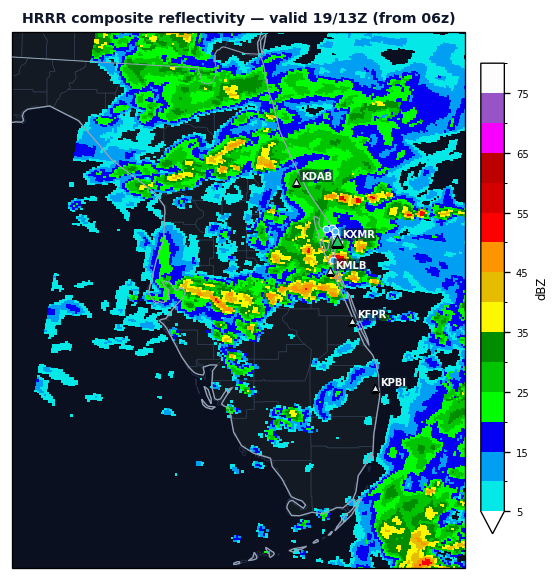 HRRR composite reflectivity — valid 19/13Z (from 06z)
KDAB
KXMR
KMLB
KFPR
KPBI
75
65
55
45
35
25
15
5
dBZ